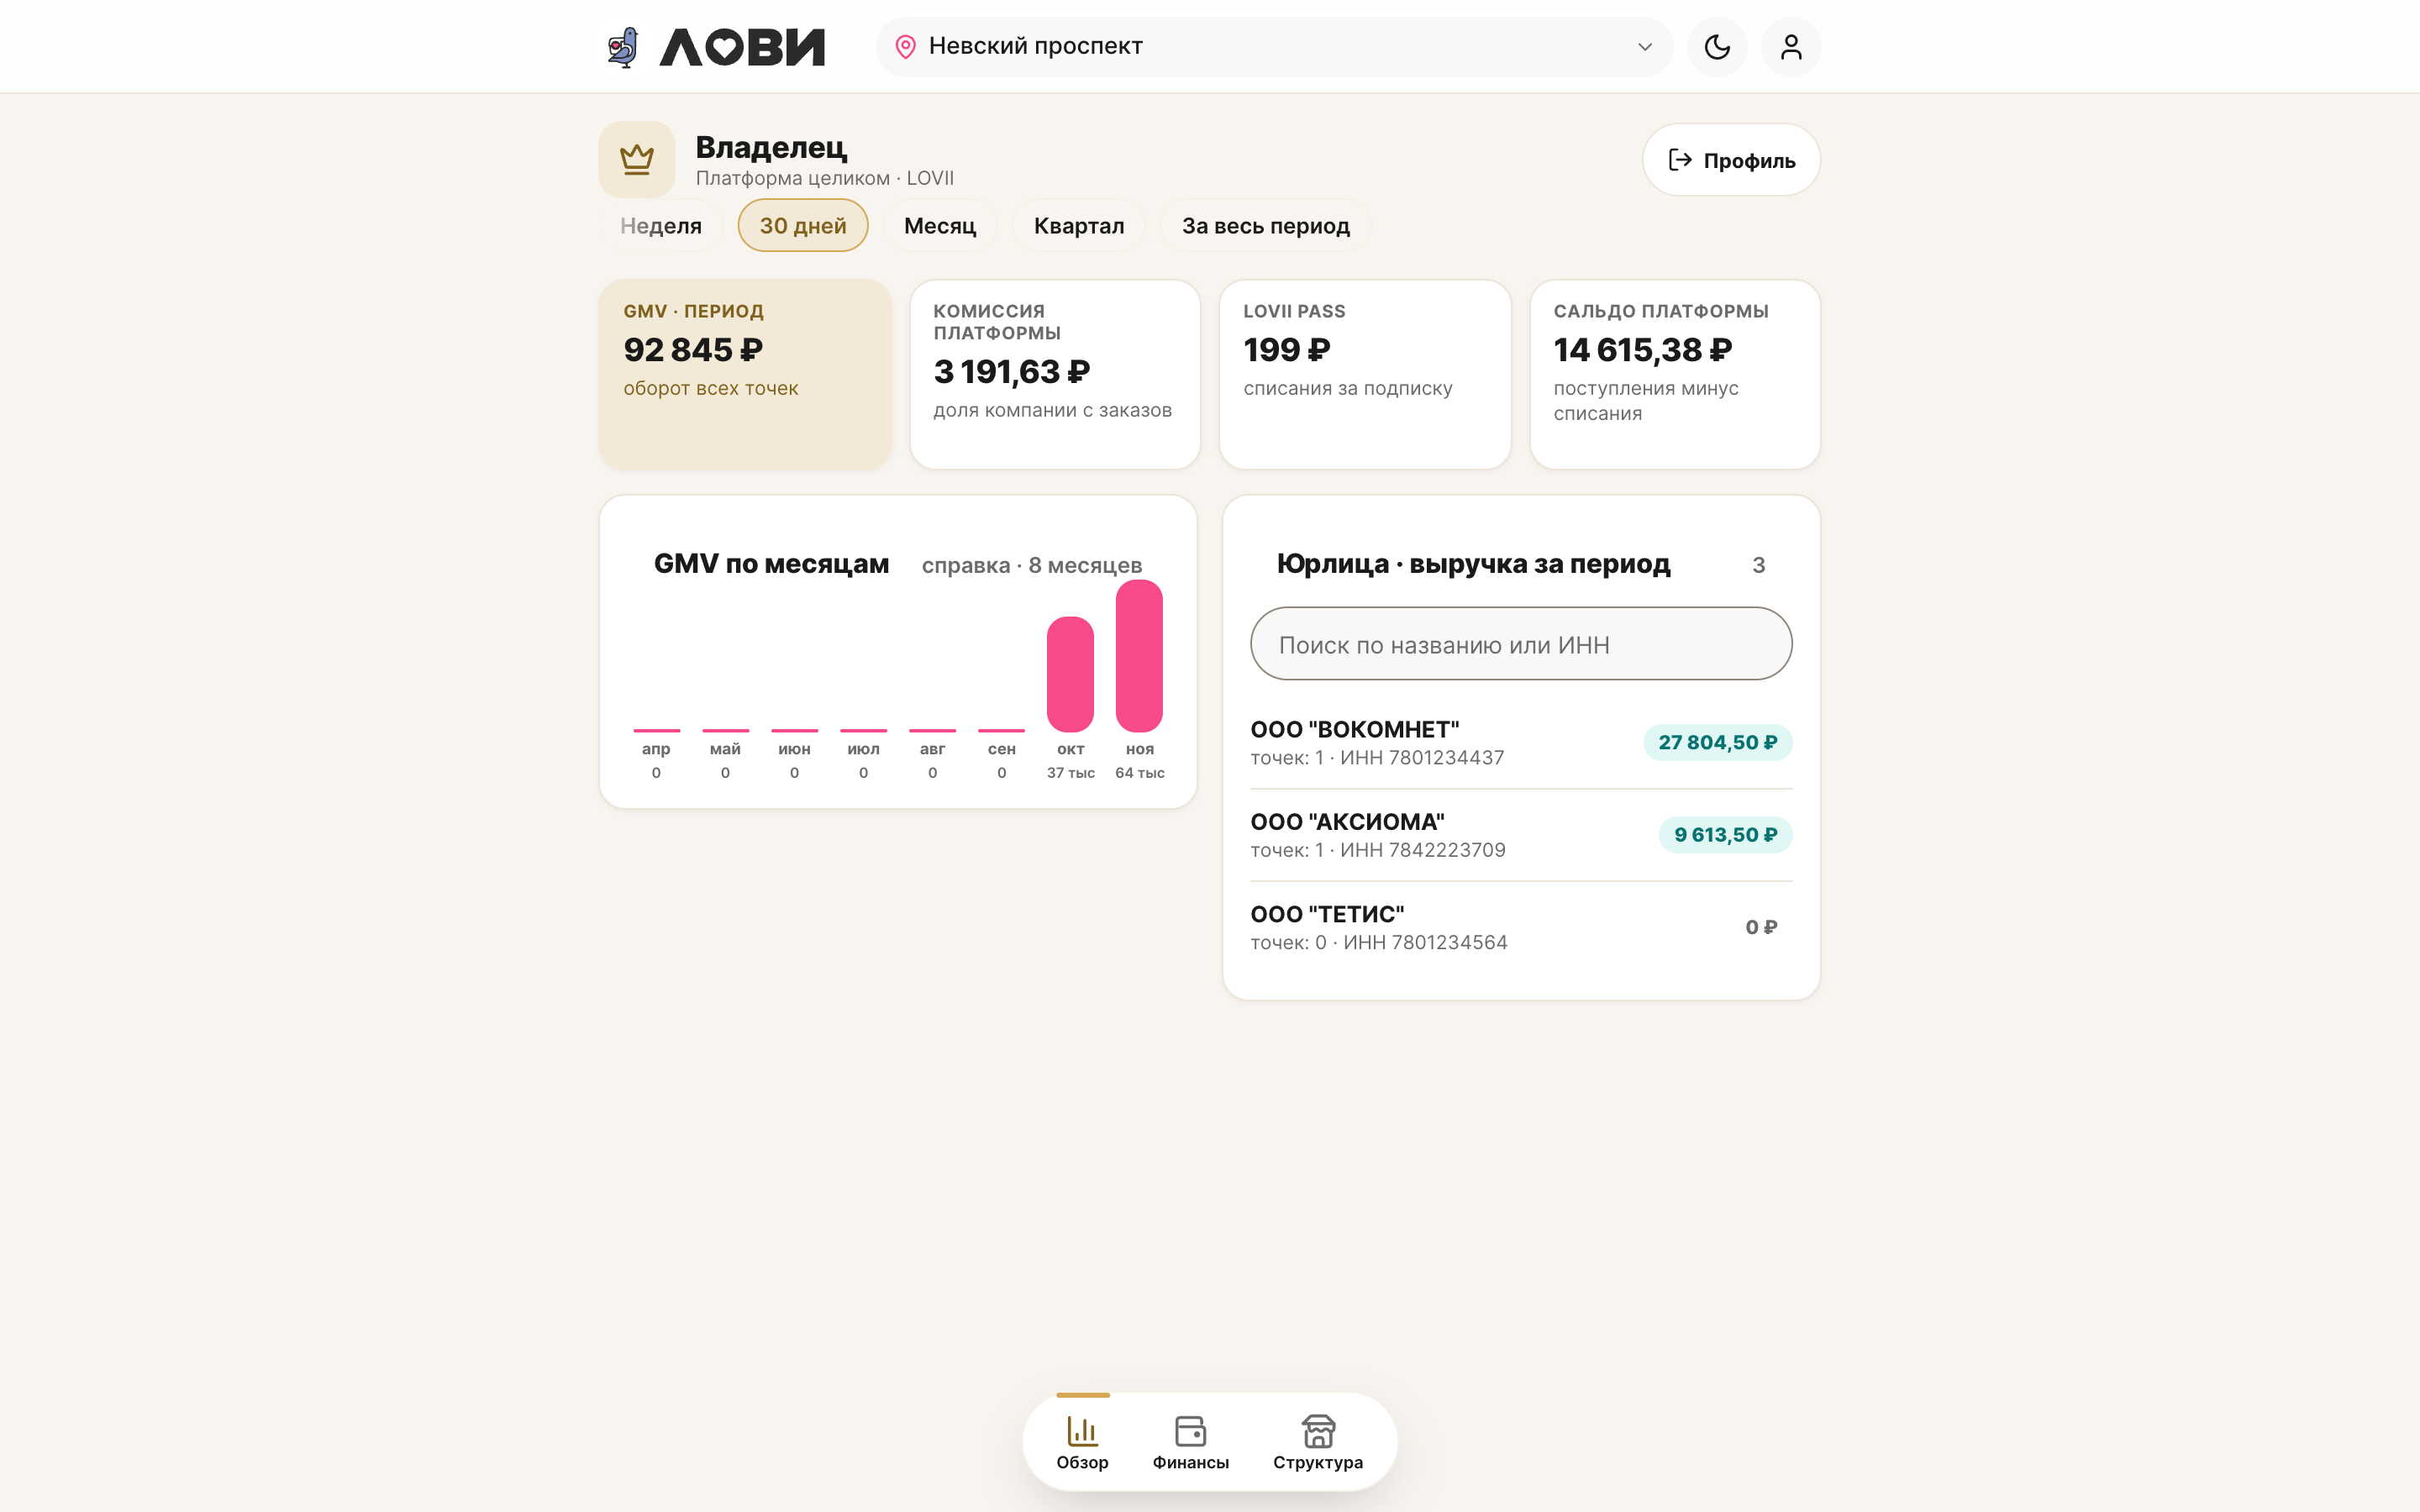 ЛОВИ
Невский проспект
Владелец
Платформа целиком · LOVII
Профиль
Неделя
30 дней
Месяц
Квартал
За весь период
GMV · ПЕРИОД
92 845 ₽
оборот всех точек
КОМИССИЯ
ПЛАТФОРМЫ
3 191,63 ₽
доля компании с заказов
LOVII PASS
199 ₽
списания за подписку
САЛЬДО ПЛАТФОРМЫ
14 615,38 ₽
поступления минус
списания
GMV по месяцам
справка · 8 месяцев
апр
май
июн
июл
авг
сен
окт
ноя
0
0
0
0
0
0
37 тыс
64 тыс
Юрлица · выручка за период
3
Поиск по названию или ИНН
ООО "ВОКОМНЕТ"
точек: 1 · ИНН 7801234437
27 804,50 ₽
ООО "АКСИОМА"
точек: 1 · ИНН 7842223709
9 613,50 ₽
ООО "ТЕТИС"
точек: 0 · ИНН 7801234564
0 ₽
Обзор
Финансы
Структура